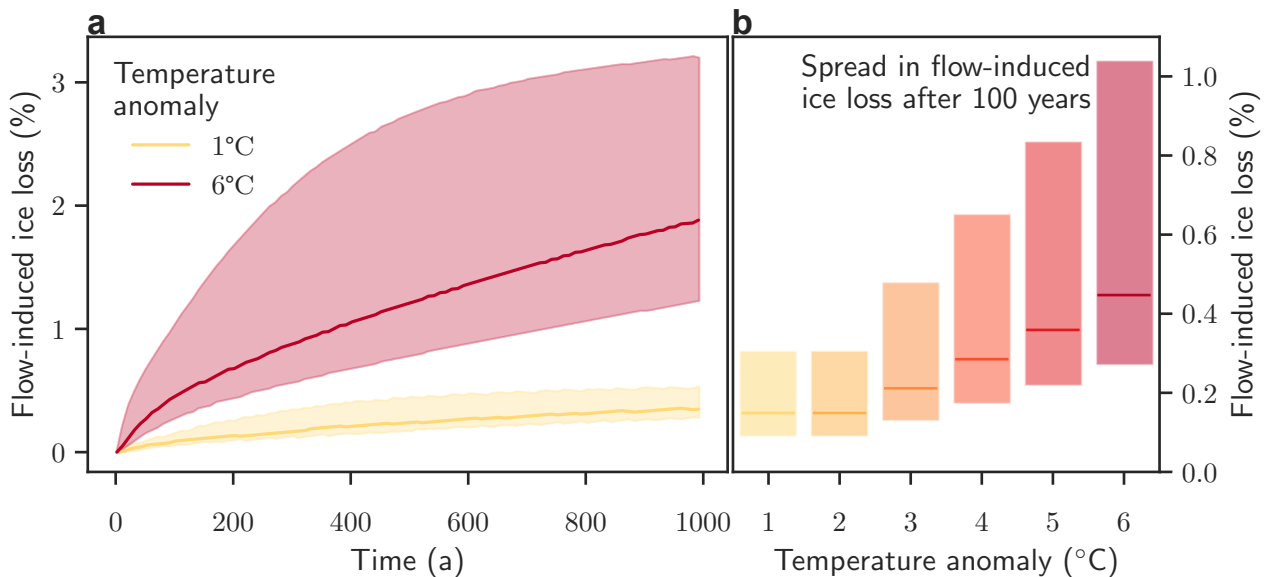 a
Temperature
anomaly
1°C
6°C
Flow-induced ice loss (%)
3
2
1
0
0 200 400 600 800 1000
Time (a)
b
Spread in flow-induced
ice loss after 100 years
1.0
0.8
0.6
0.4
0.2
0.0
Flow-induced ice loss (%)
1 2 3 4 5 6
Temperature anomaly (°C)